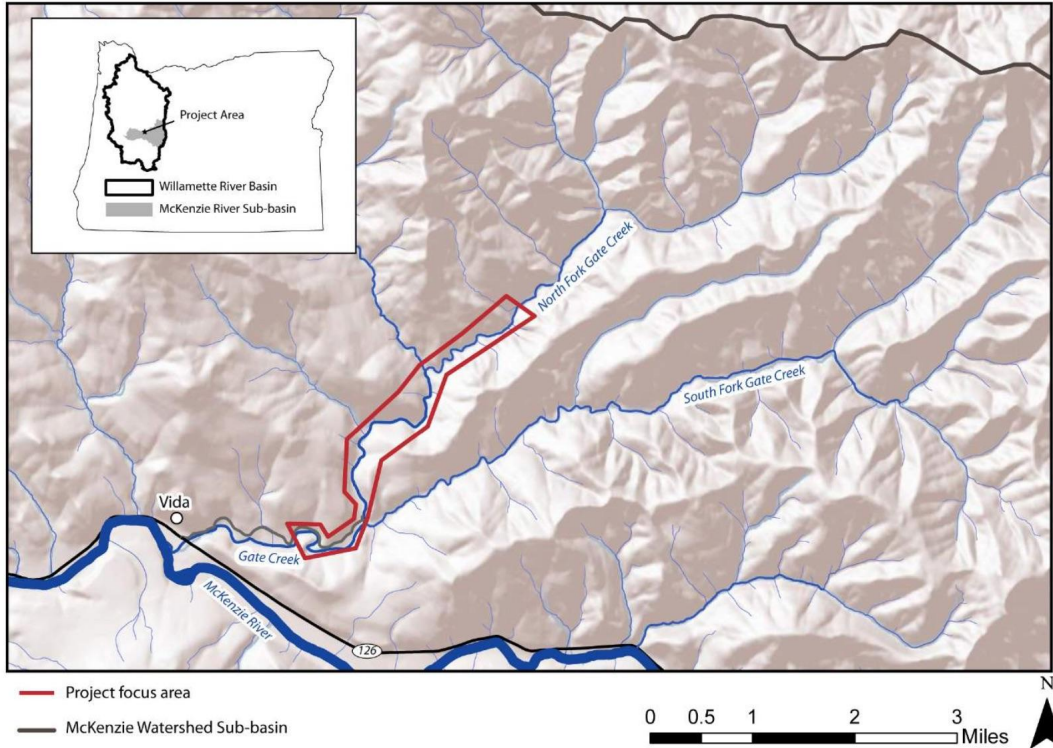 Project Area
Willamette River Basin
McKenzie River Sub-basin
North Fork Gate Creek
South Fork Gate Creek
Vida
Gate Creek
McKenzie River
126
Project focus area
McKenzie Watershed Sub-basin
N
0 0.5 1 2 3
Miles